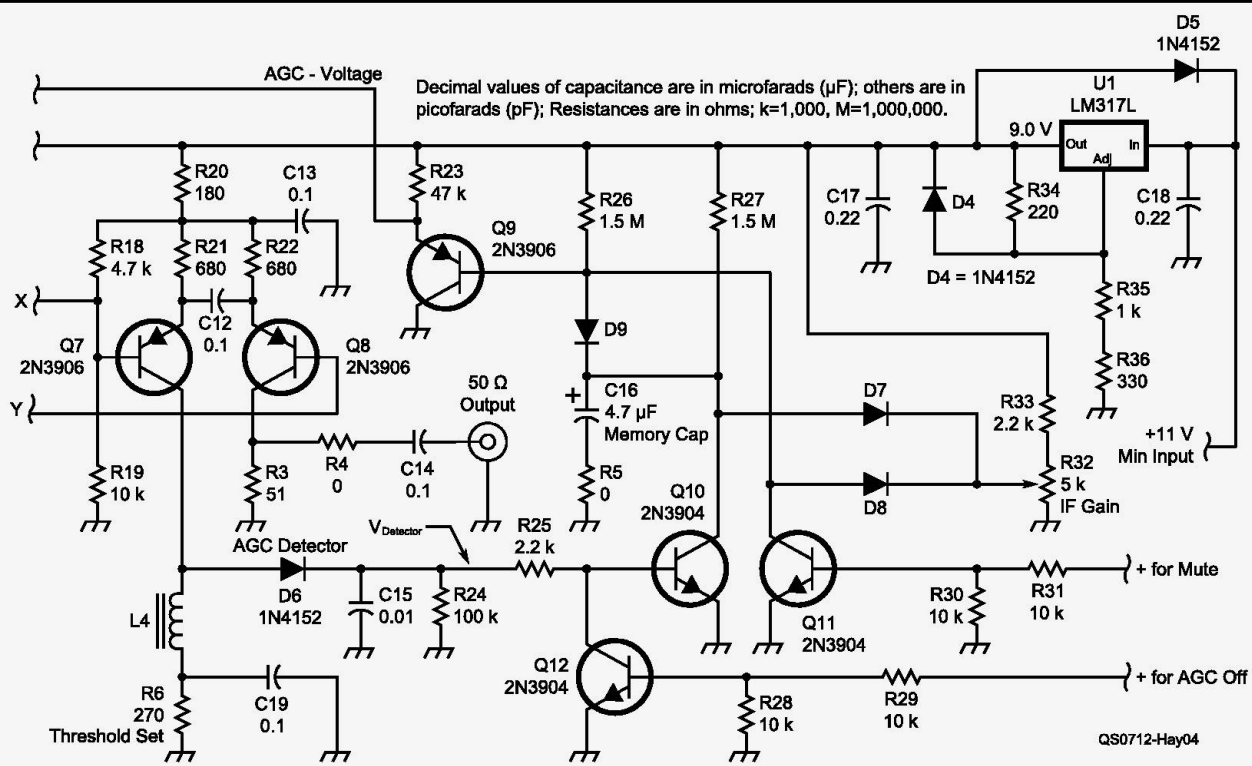 D5
1N4152
AGC - Voltage
Decimal values of capacitance are in microfarads (µF); others are in
picofarads (pF); Resistances are in ohms; k=1,000, M=1,000,000.
U1
LM317L
9.0 V
Out
In
Adj
R20
180
C13
0.1
R23
47 k
R26
1.5 M
R27
1.5 M
C17
0.22
D4
R34
220
C18
0.22
R18
4.7 k
R21
680
R22
680
Q9
2N3906
D4 = 1N4152
X
C12
0.1
R35
1 k
Q7
2N3906
Q8
2N3906
D9
R36
330
Y
50 Ω
Output
+
C16
4.7 µF
Memory Cap
D7
R33
2.2 k
+11 V
Min Input
R19
10 k
R3
51
R4
0
C14
0.1
R5
0
Q10
2N3904
D8
R32
5 k
IF Gain
VDetector
AGC Detector
R25
2.2 k
D6
1N4152
C15
0.01
R24
100 k
Q11
2N3904
R30
10 k
R31
10 k
+ for Mute
L4
Q12
2N3904
R6
270
Threshold Set
C19
0.1
R28
10 k
R29
10 k
+ for AGC Off
QS0712-Hay04